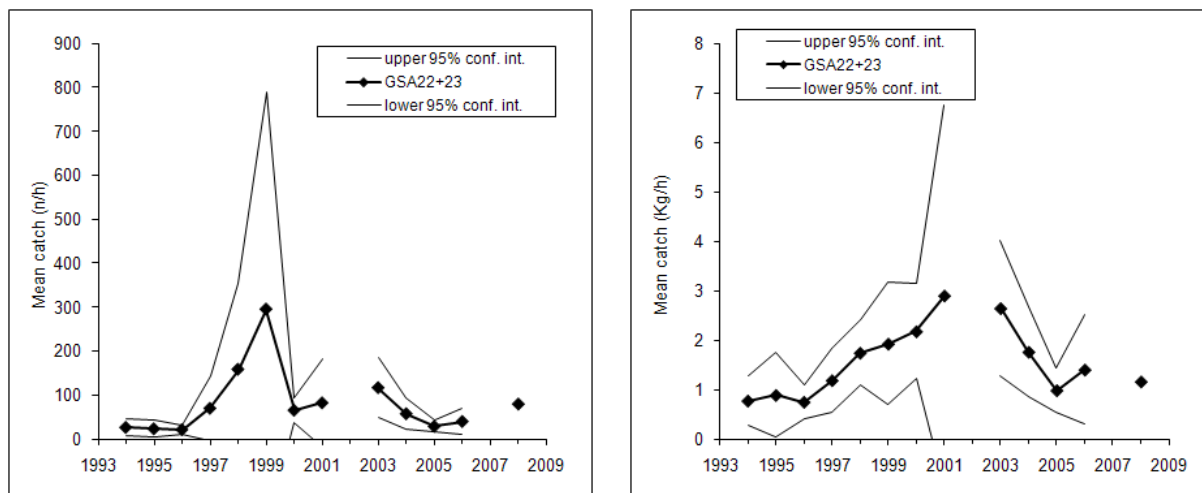 900
800
700
600
500
400
300
200
100
0
Mean catch (n/h)
upper 95% conf. int.
GSA22+23
lower 95% conf. int.
1993 1995 1997 1999 2001 2003 2005 2007 2009
8
7
6
5
4
3
2
1
0
Mean catch (Kg/h)
upper 95% conf. int.
GSA22+23
lower 95% conf. int.
1993 1995 1997 1999 2001 2003 2005 2007 2009